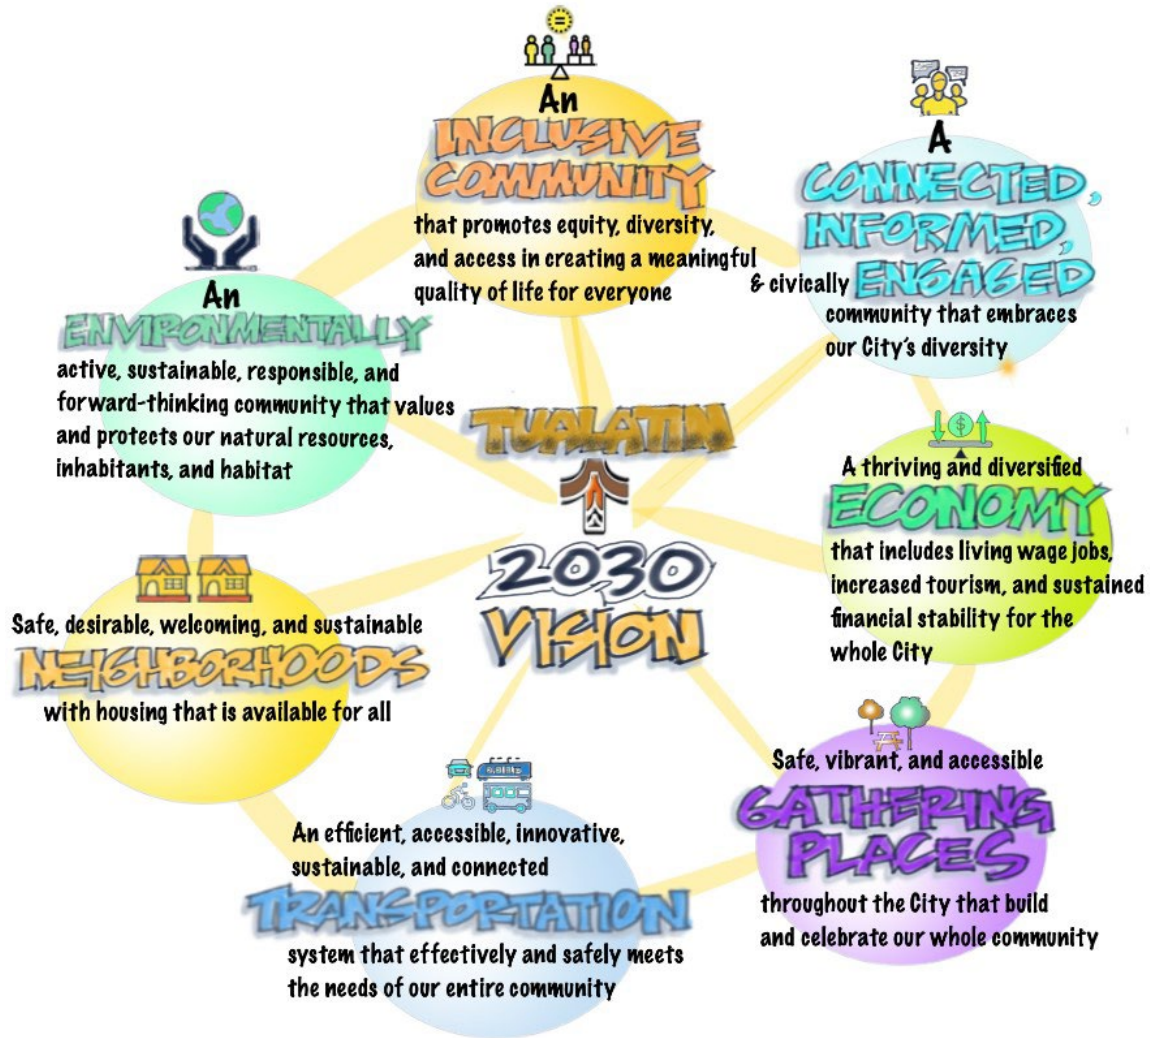 An
INCLUSIVE
COMMUNITY
that promotes equity, diversity,
and access in creating a meaningful
quality of life for everyone
A
CONNECTED,
INFORMED,
& civically ENGAGED
community that embraces
our City's diversity
An
ENVIRONMENTALLY
active, sustainable, responsible, and
forward-thinking community that values
and protects our natural resources,
inhabitants, and habitat
TUALATIN
2030
VISION
A thriving and diversified
ECONOMY
that includes living wage jobs,
increased tourism, and sustained
financial stability for the
whole City
Safe, desirable, welcoming, and sustainable
NEIGHBORHOODS
with housing that is available for all
An efficient, accessible, innovative,
sustainable, and connected
TRANSPORTATION
system that effectively and safely meets
the needs of our entire community
Safe, vibrant, and accessible
GATHERING
PLACES
throughout the City that build
and celebrate our whole community